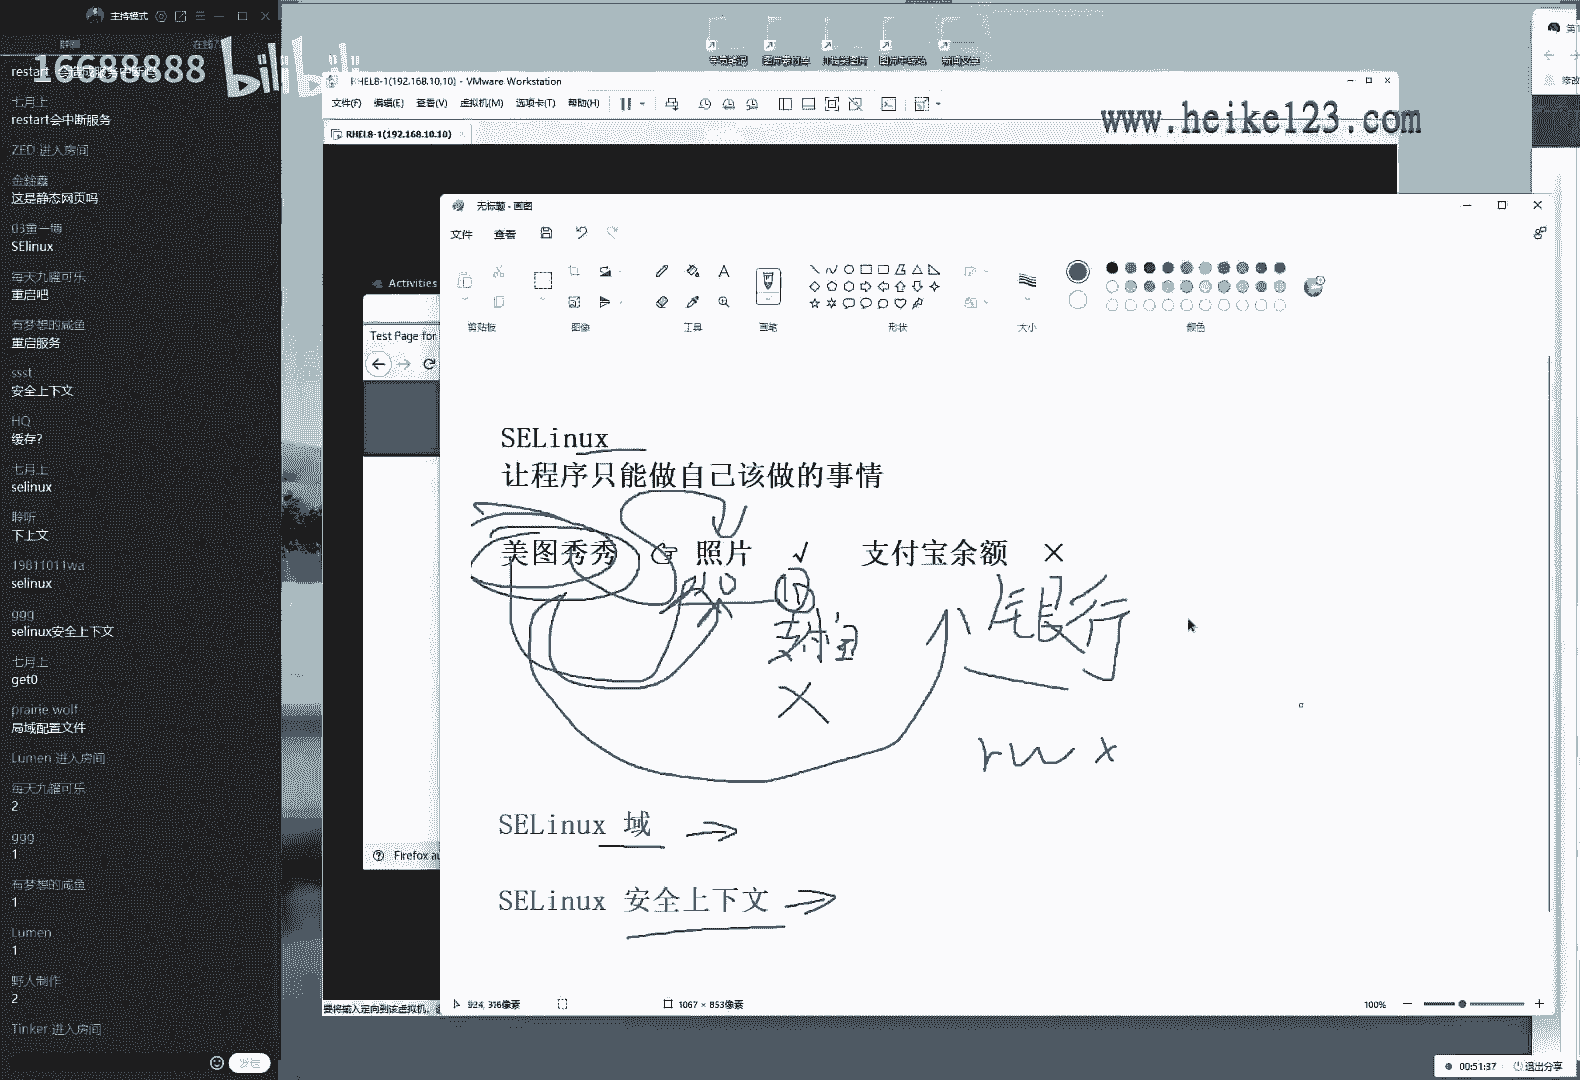 主持模式
群聊
16688888
bilibili
restart
七月上
restart会中断服务
ZED 进入房间
这是静态网页吗
SElinux
每天九罐可乐
重启吧
有梦想的咸鱼
重启服务
ssst
安全上下文
HQ
缓存?
七月上
selinux
聆听
下上文
19811011wa
selinux
ggg
selinux安全上下文
七月上
get0
prairie wolf
局域配置文件
Lumen 进入房间
每天九罐可乐
2
ggg
1
有梦想的咸鱼
1
Lumen
1
野人制作
2
Tinker 进入房间
发送
RHEL8-1(192.168.10.10) - VMware Workstation
文件(F) 编辑(E) 查看(V) 虚拟机(M) 选项卡(T) 帮助(H)
RHEL8-1(192.168.10.10)
www.heike123.com
Activities
Test Page for
Firefox au
要将输入定向到该虚拟机,
无标题 - 画图
文件 查看
剪贴板 图像 工具 画笔 形状 大小 颜色
SELinux
让程序只能做自己该做的事情
美图秀秀 照片 √ 支付宝余额 ×
支付宝
银行
rwx
SELinux 域
SELinux 安全上下文
924, 316像素
1067 × 853像素
100%
00:51:37 退出分享
修改